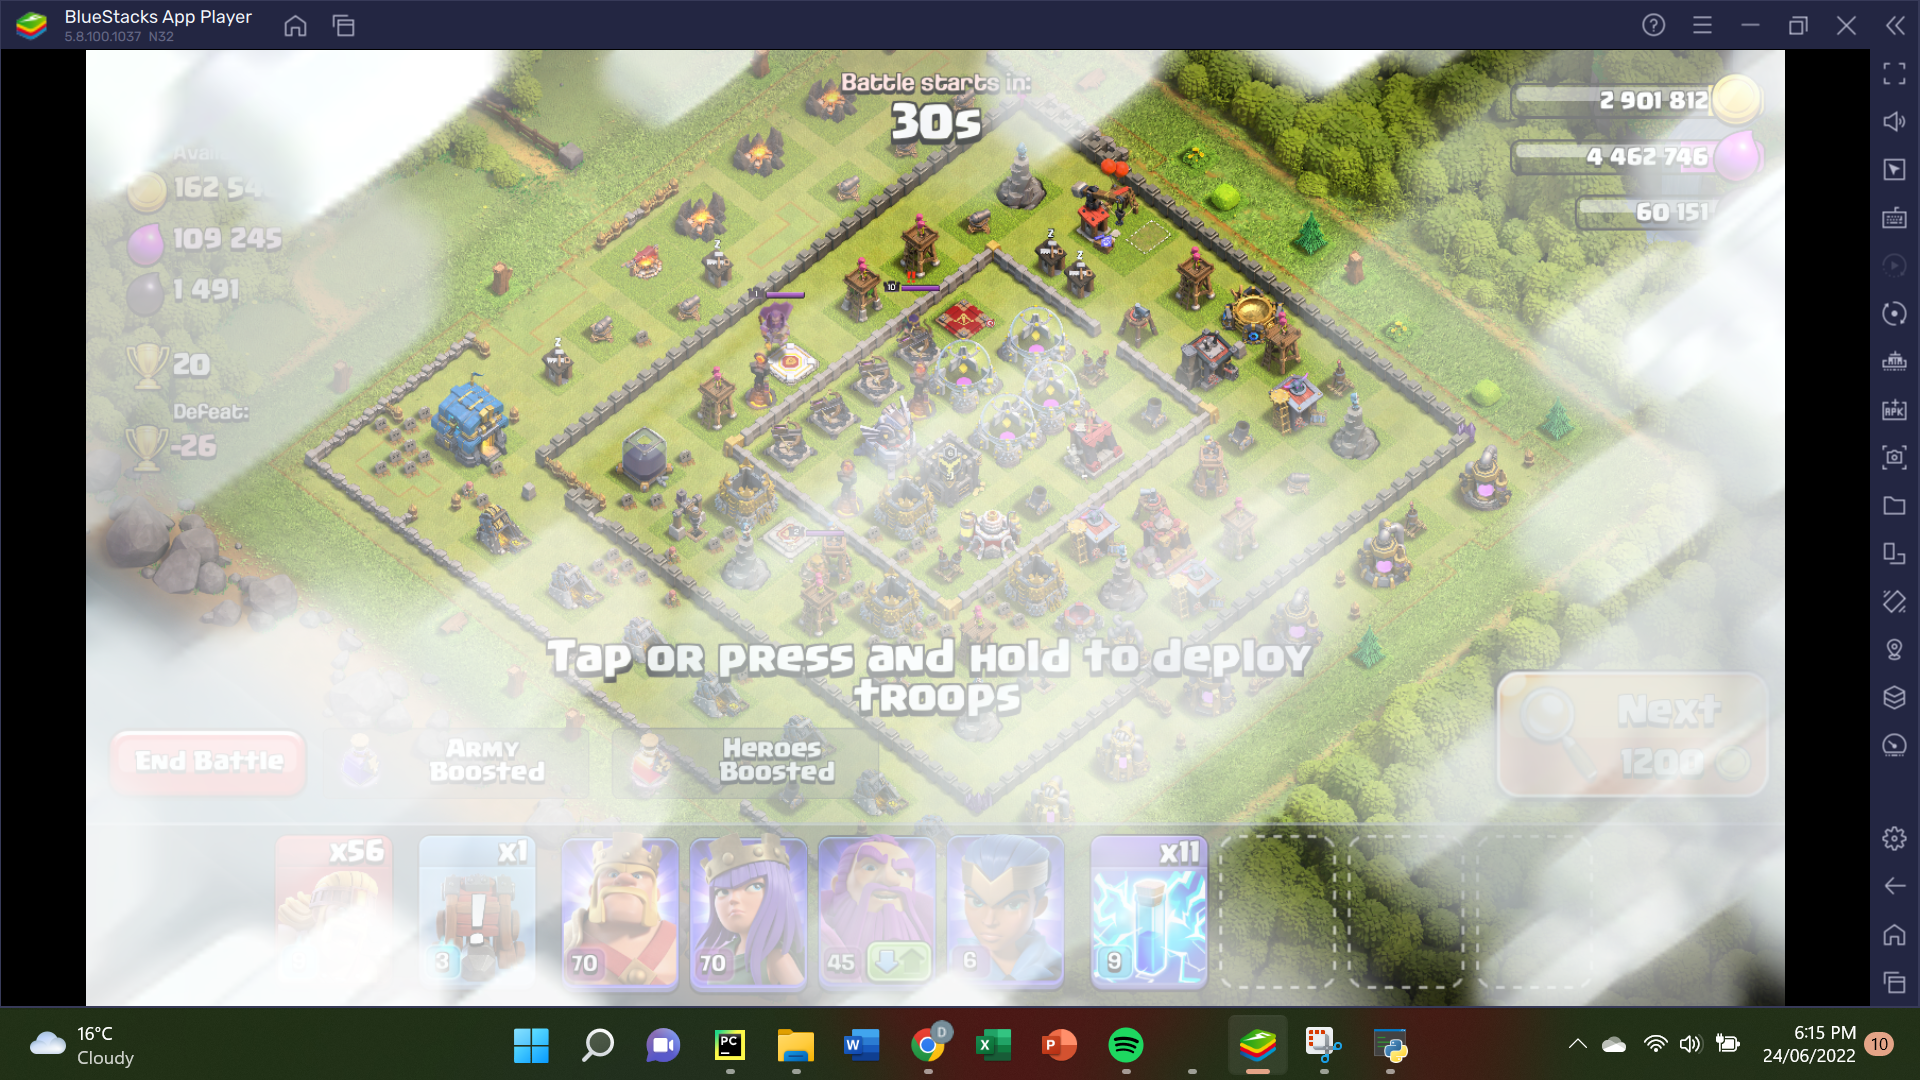 BlueStacks App Player
5.8.100.1037 N32
Battle starts in:
30s
2 901 812
4 462 746
60 151
162 54
109 245
1 491
20
Defeat:
-26
Tap or press and hold to deploy
troops
End Battle
Army
Boosted
Heroes
Boosted
Next
1200
x56
x1
3
70
70
45
6
x11
9
16°C
Cloudy
6:15 PM
24/06/2022
10